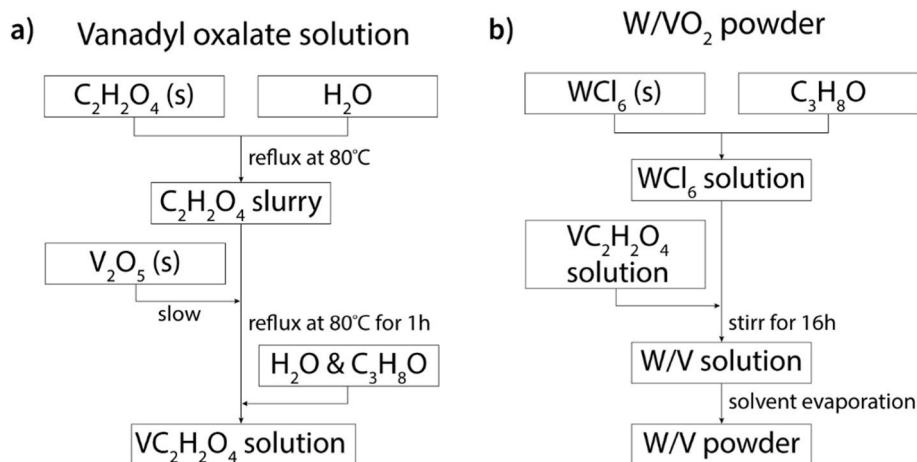 a) Vanadyl oxalate solution
C₂H₂O₄ (s)
H₂O
reflux at 80°C
C₂H₂O₄ slurry
V₂O₅ (s)
slow
reflux at 80°C for 1h
H₂O & C₃H₈O
VC₂H₂O₄ solution
b) W/VO₂ powder
WCl₆ (s)
C₃H₈O
WCl₆ solution
VC₂H₂O₄
solution
stirr for 16h
W/V solution
solvent evaporation
W/V powder